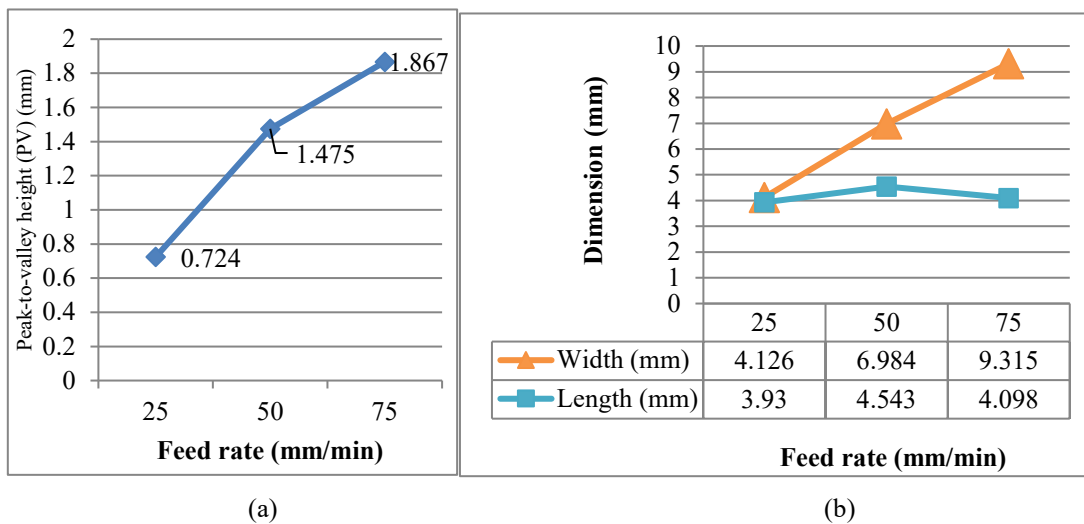 Peak-to-valley height (PV) (mm)
2
1.8
1.6
1.4
1.2
1
0.8
0.6
0.4
0.2
0
1.867
1.475
0.724
25 50 75
Feed rate (mm/min)
(a)
Dimension (mm)
10
9
8
7
6
5
4
3
2
1
0
25 50 75
Width (mm) 4.126 6.984 9.315
Length (mm) 3.93 4.543 4.098
Feed rate (mm/min)
(b)